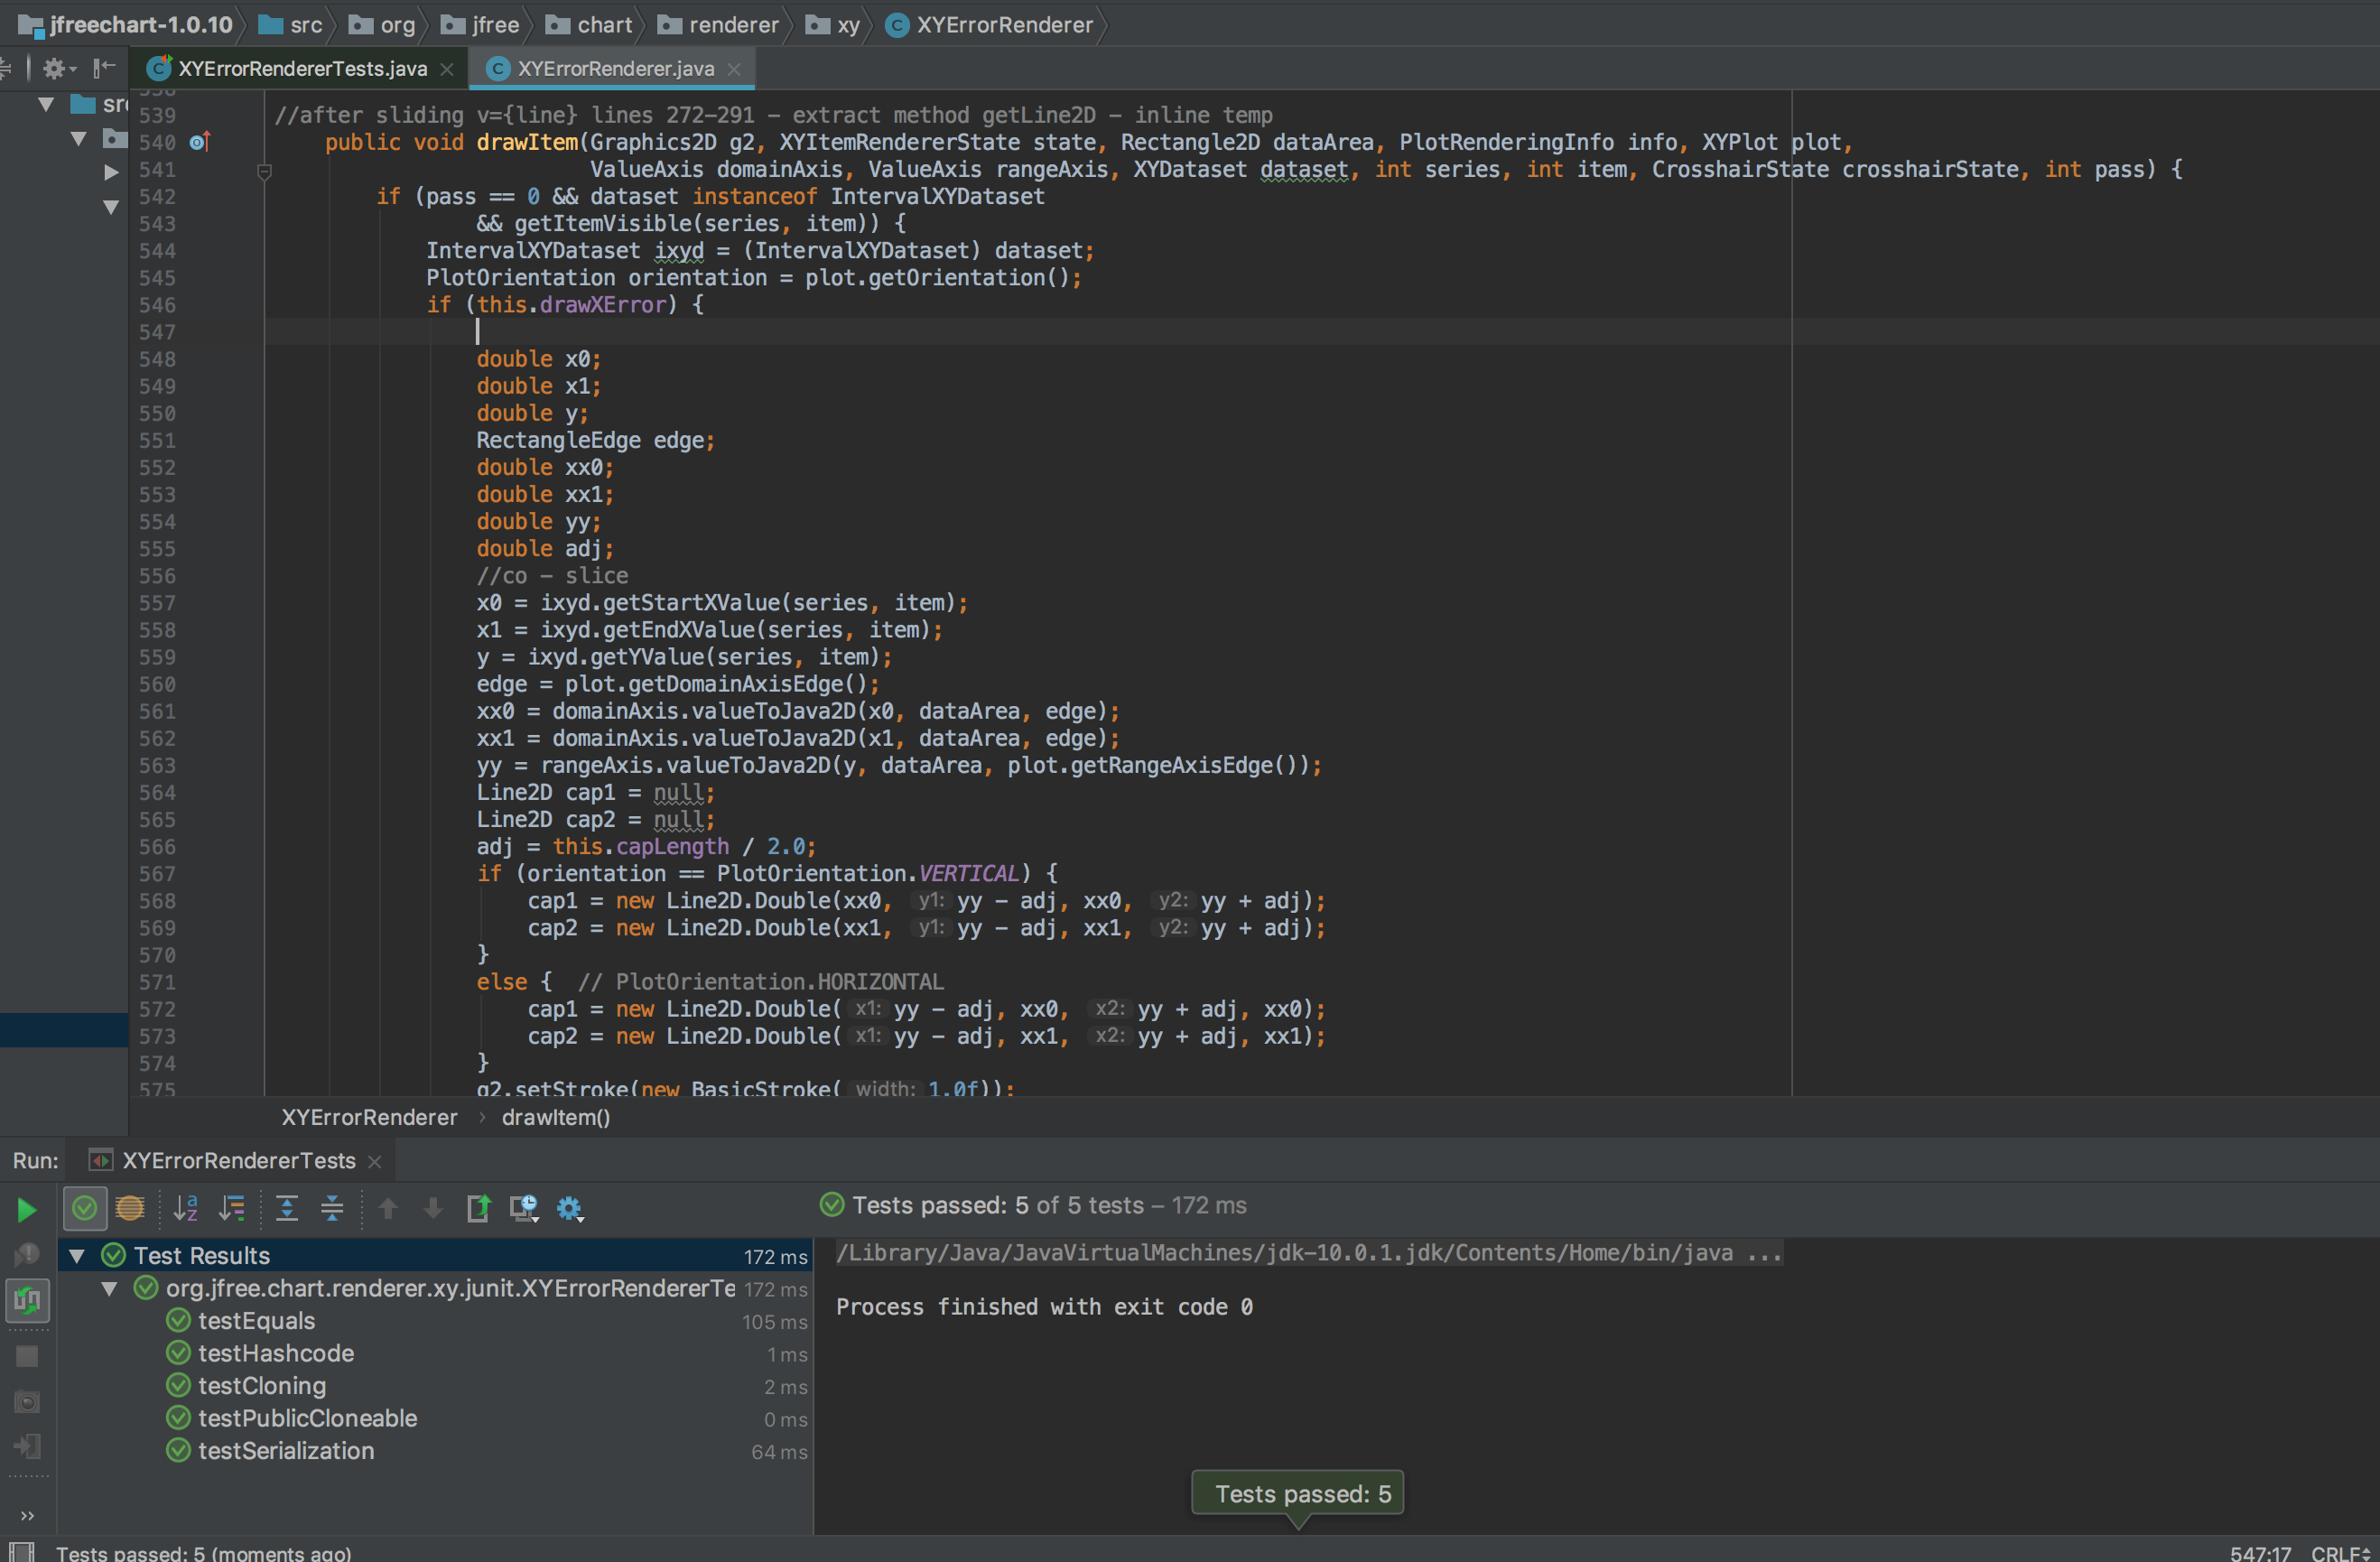 jfreechart-1.0.10 src org jfree chart renderer xy XYErrorRenderer
XYErrorRendererTests.java XYErrorRenderer.java
src
538
539 //after sliding v={line} lines 272-291 - extract method getLine2D - inline temp
540 public void drawItem(Graphics2D g2, XYItemRendererState state, Rectangle2D dataArea, PlotRenderingInfo info, XYPlot plot,
541 ValueAxis domainAxis, ValueAxis rangeAxis, XYDataset dataset, int series, int item, CrosshairState crosshairState, int pass) {
542 if (pass == 0 && dataset instanceof IntervalXYDataset
543 && getItemVisible(series, item)) {
544 IntervalXYDataset ixyd = (IntervalXYDataset) dataset;
545 PlotOrientation orientation = plot.getOrientation();
546 if (this.drawXError) {
547
548 double x0;
549 double x1;
550 double y;
551 RectangleEdge edge;
552 double xx0;
553 double xx1;
554 double yy;
555 double adj;
556 //co - slice
557 x0 = ixyd.getStartXValue(series, item);
558 x1 = ixyd.getEndXValue(series, item);
559 y = ixyd.getYValue(series, item);
560 edge = plot.getDomainAxisEdge();
561 xx0 = domainAxis.valueToJava2D(x0, dataArea, edge);
562 xx1 = domainAxis.valueToJava2D(x1, dataArea, edge);
563 yy = rangeAxis.valueToJava2D(y, dataArea, plot.getRangeAxisEdge());
564 Line2D cap1 = null;
565 Line2D cap2 = null;
566 adj = this.capLength / 2.0;
567 if (orientation == PlotOrientation.VERTICAL) {
568 cap1 = new Line2D.Double(xx0, y1: yy - adj, xx0, y2: yy + adj);
569 cap2 = new Line2D.Double(xx1, y1: yy - adj, xx1, y2: yy + adj);
570 }
571 else { // PlotOrientation.HORIZONTAL
572 cap1 = new Line2D.Double( x1: yy - adj, xx0, x2: yy + adj, xx0);
573 cap2 = new Line2D.Double( x1: yy - adj, xx1, x2: yy + adj, xx1);
574 }
575 g2.setStroke(new BasicStroke( width: 1.0f));
XYErrorRenderer › drawItem()
Run: XYErrorRendererTests
Tests passed: 5 of 5 tests – 172 ms
Test Results 172 ms
org.jfree.chart.renderer.xy.junit.XYErrorRendererTe 172 ms
testEquals 105 ms
testHashcode 1 ms
testCloning 2 ms
testPublicCloneable 0 ms
testSerialization 64 ms
/Library/Java/JavaVirtualMachines/jdk-10.0.1.jdk/Contents/Home/bin/java ...
Process finished with exit code 0
Tests passed: 5
Tests passed: 5 (moments ago) 547:17 CRLF